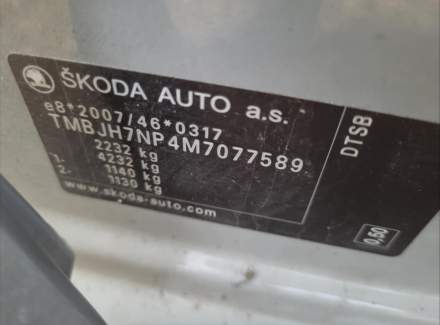 ŠKODA AUTO a.s.
e8*2007/46*0317
TMBJH7NP4M7077589
2232 kg
4232 kg
1- 1140 kg
2- 1130 kg
www.skoda-auto.com
DTSB
0,50